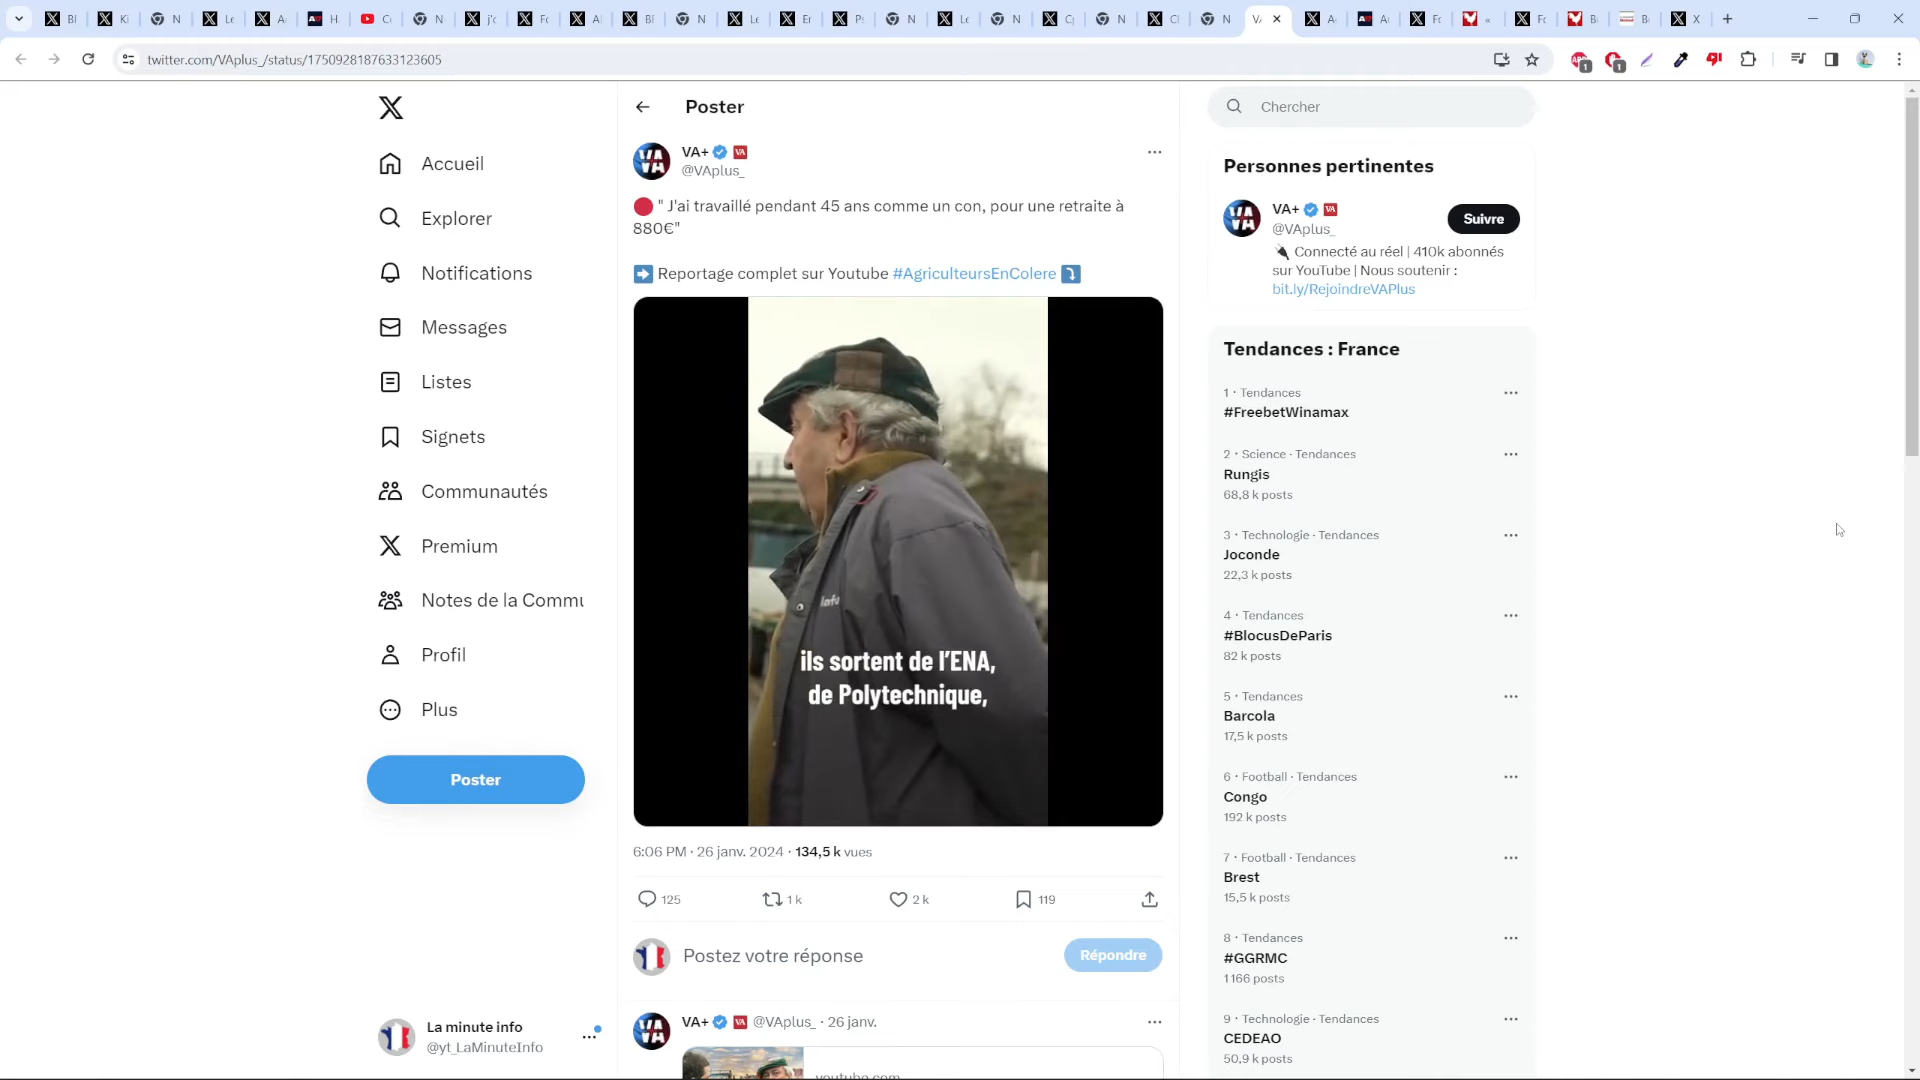 twitter.com/VAplus_/status/1750928187633123605
Accueil
Explorer
Notifications
Messages
Listes
Signets
Communautés
Premium
Notes de la Commu
Profil
Plus
Poster
La minute info
@yt_LaMinuteInfo
Poster
VA+
@VAplus_
" J'ai travaillé pendant 45 ans comme un con, pour une retraite à
880€"
Reportage complet sur Youtube #AgriculteursEnColere
ils sortent de l'ENA,
de Polytechnique,
6:06 PM · 26 janv. 2024 · 134,5 k vues
125
1 k
2 k
119
Postez votre réponse
Répondre
VA+ @VAplus_ · 26 janv.
youtube.com
Chercher
Personnes pertinentes
VA+
@VAplus_
Suivre
Connecté au réel | 410k abonnés
sur YouTube | Nous soutenir :
bit.ly/RejoindreVAPlus
Tendances : France
1 · Tendances
#FreebetWinamax
2 · Science · Tendances
Rungis
68,8 k posts
3 · Technologie · Tendances
Joconde
22,3 k posts
4 · Tendances
#BlocusDeParis
82 k posts
5 · Tendances
Barcola
17,5 k posts
6 · Football · Tendances
Congo
192 k posts
7 · Football · Tendances
Brest
15,5 k posts
8 · Tendances
#GGRMC
1 166 posts
9 · Technologie · Tendances
CEDEAO
50,9 k posts